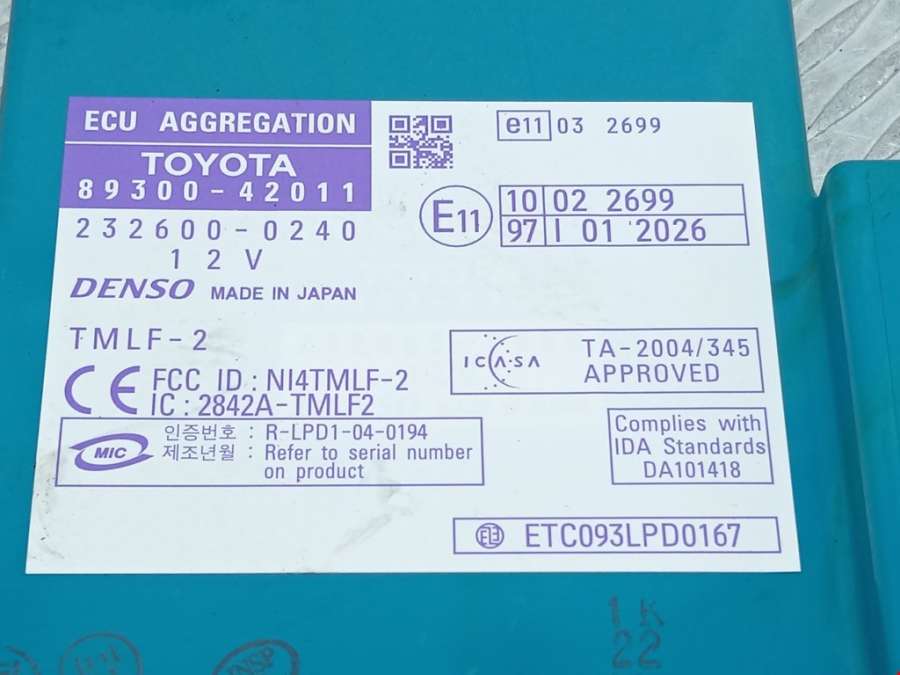 ECU AGGREGATION
TOYOTA
89300-42011
232600-0240
12V
DENSO MADE IN JAPAN
e11 03 2699
E11
10 02 2699
97 I 01 2026
TMLF-2
CE FCC ID : NI4TMLF-2
IC : 2842A-TMLF2
ICASA TA-2004/345
APPROVED
MIC 인증번호 : R-LPD1-04-0194
제조년월 : Refer to serial number
on product
Complies with
IDA Standards
DA101418
ETC093LPD0167
1K
22